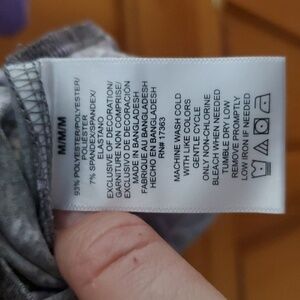 M/M/M
93% POLYESTER/POLYESTER/
POLIESTER
7% SPANDEX/SPANDEX/
ELASTANO
EXCLUSIVE OF DECORATION/
GARNITURE NON COMPRISE/
EXCLUSIVO DE DECORACIÓN
MADE IN BANGLADESH
FABRIQUÉ AU BANGLADESH
HECHO EN BANGLADESH
RN# 17363
MACHINE WASH COLD
WITH LIKE COLORS
GENTLE CYCLE
ONLY NON-CHLORINE
BLEACH WHEN NEEDED
TUMBLE DRY LOW
REMOVE PROMPTLY
LOW IRON IF NEEDED